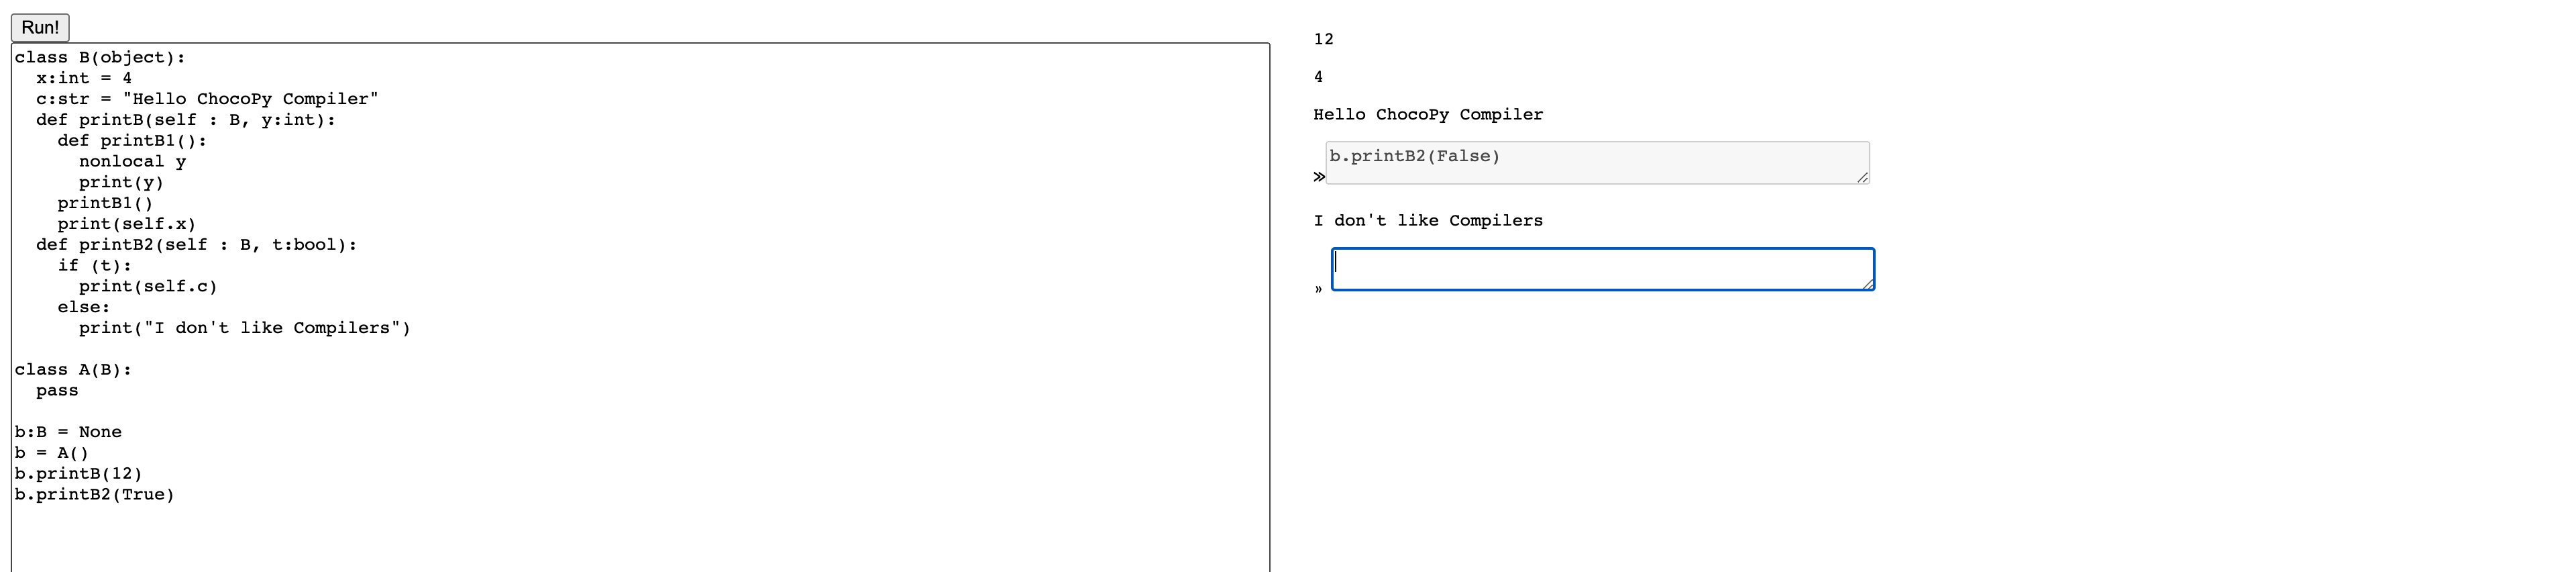 Run!
class B(object):
  x:int = 4
  c:str = "Hello ChocoPy Compiler"
  def printB(self : B, y:int):
    def printB1():
      nonlocal y
      print(y)
    printB1()
    print(self.x)
  def printB2(self : B, t:bool):
    if (t):
      print(self.c)
    else:
      print("I don't like Compilers")

class A(B):
  pass

b:B = None
b = A()
b.printB(12)
b.printB2(True)
12
4
Hello ChocoPy Compiler
» b.printB2(False)
I don't like Compilers
»